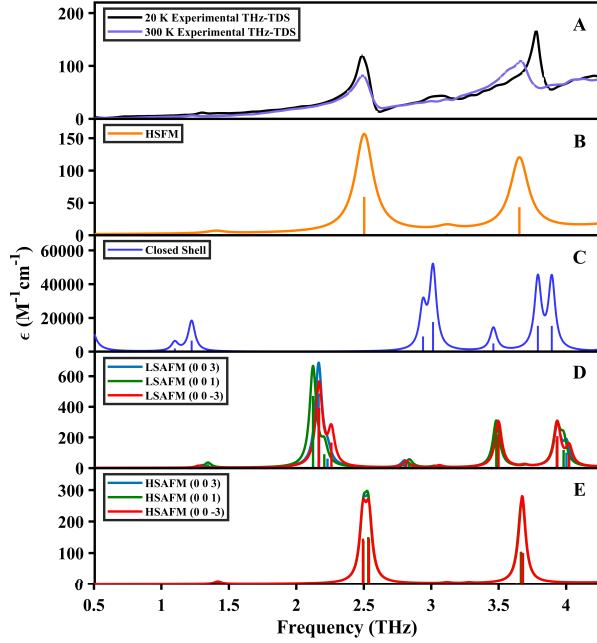 200
20 K Experimental THz-TDS
300 K Experimental THz-TDS
A
100
0
150
HSFM
B
100
50
0
60000
Closed Shell
C
40000
20000
0
600
LSAFM (0 0 3)
LSAFM (0 0 1)
LSAFM (0 0 -3)
D
400
200
0
300
HSAFM (0 0 3)
HSAFM (0 0 1)
HSAFM (0 0 -3)
E
200
100
0
ϵ (M⁻¹cm⁻¹)
0.5 1 1.5 2 2.5 3 3.5 4
Frequency (THz)